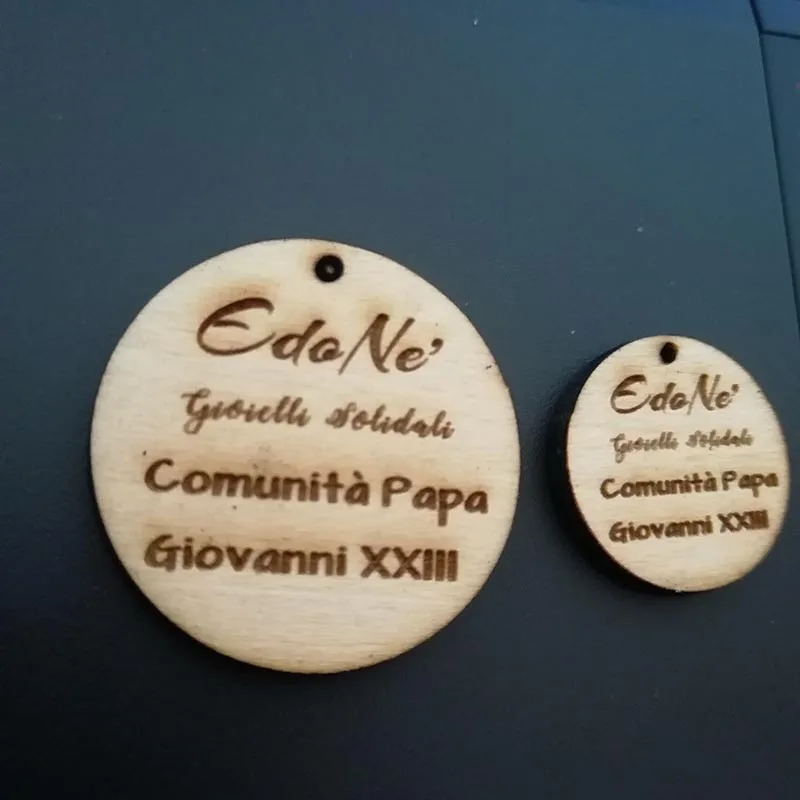 EdoNe'
Gioielli Solidali
Comunità Papa
Giovanni XXIII
EdoNe'
Gioielli Solidali
Comunità Papa
Giovanni XXIII